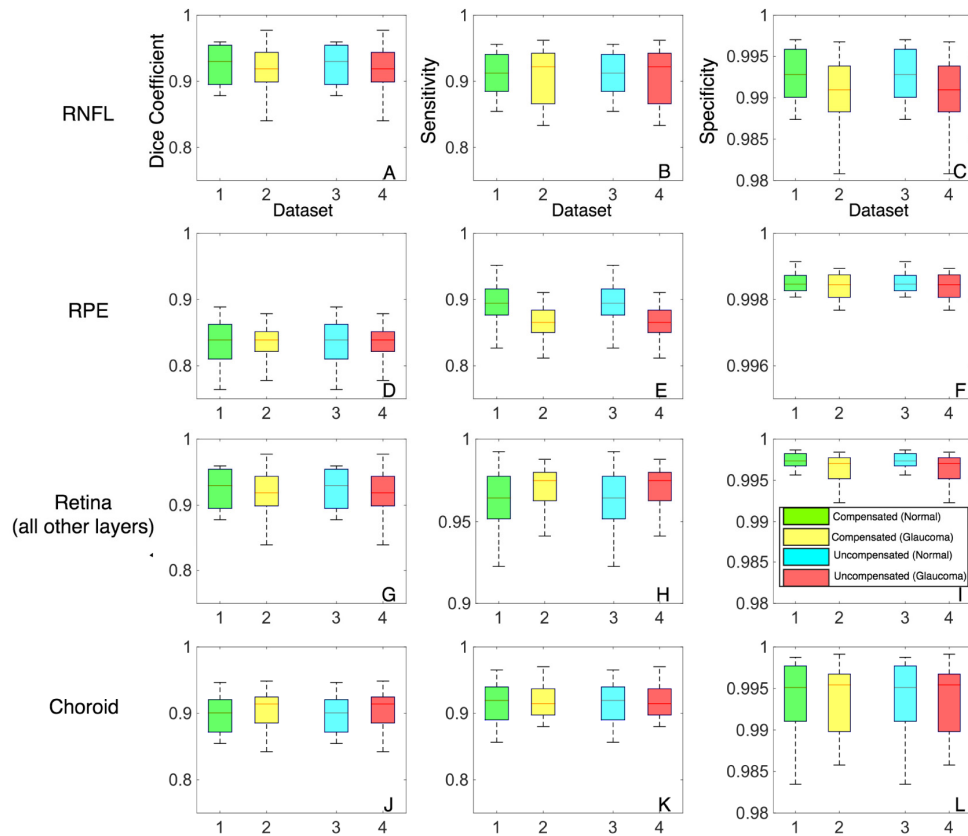 RNFL
Dice Coefficient
1
0.9
0.8
A
1 2 3 4
Dataset
Sensitivity
1
0.9
0.8
B
1 2 3 4
Dataset
Specificity
1
0.995
0.99
0.985
0.98
C
1 2 3 4
Dataset
RPE
1
0.9
0.8
D
1 2 3 4
1
0.9
0.8
E
1 2 3 4
1
0.998
0.996
F
1 2 3 4
Retina
(all other layers)
1
0.9
0.8
G
1 2 3 4
1
0.95
0.9
H
1 2 3 4
1
0.995
0.99
0.985
0.98
Compensated (Normal)
Compensated (Glaucoma)
Uncompensated (Normal)
Uncompensated (Glaucoma)
I
1 2 3 4
Choroid
1
0.9
0.8
J
1 2 3 4
1
0.9
0.8
K
1 2 3 4
1
0.995
0.99
0.985
0.98
L
1 2 3 4